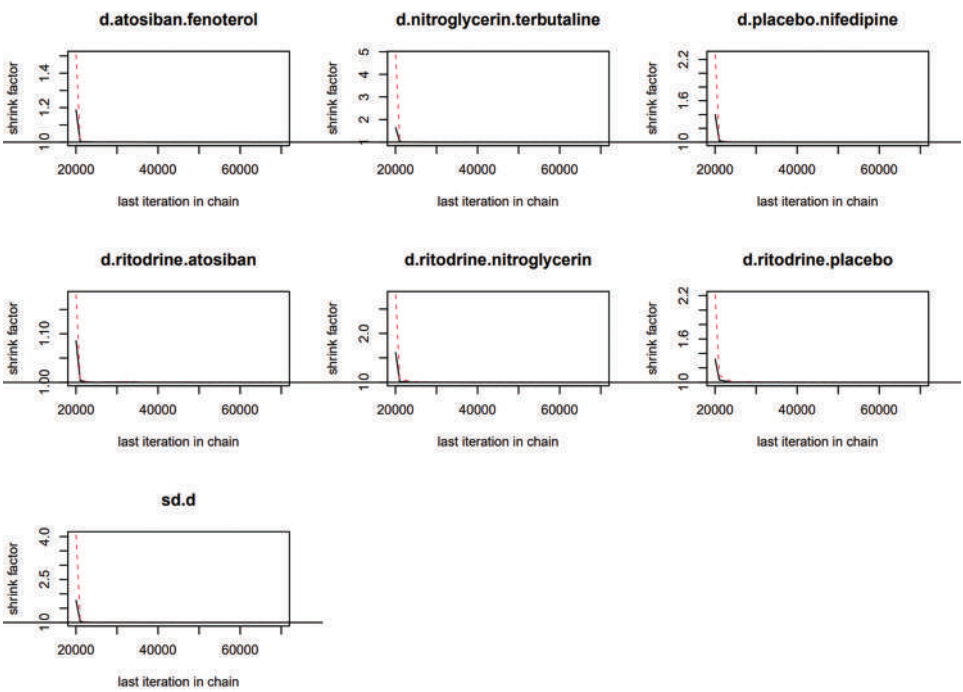 d.atosiban.fenoterol
shrink factor
1.0 1.2 1.4
20000 40000 60000
last iteration in chain
d.nitroglycerin.terbutaline
shrink factor
1 2 3 4 5
20000 40000 60000
last iteration in chain
d.placebo.nifedipine
shrink factor
1.0 1.6 2.2
20000 40000 60000
last iteration in chain
d.ritodrine.atosiban
shrink factor
1.00 1.10
20000 40000 60000
last iteration in chain
d.ritodrine.nitroglycerin
shrink factor
1.0 2.0
20000 40000 60000
last iteration in chain
d.ritodrine.placebo
shrink factor
1.0 1.6 2.2
20000 40000 60000
last iteration in chain
sd.d
shrink factor
1.0 2.5 4.0
20000 40000 60000
last iteration in chain